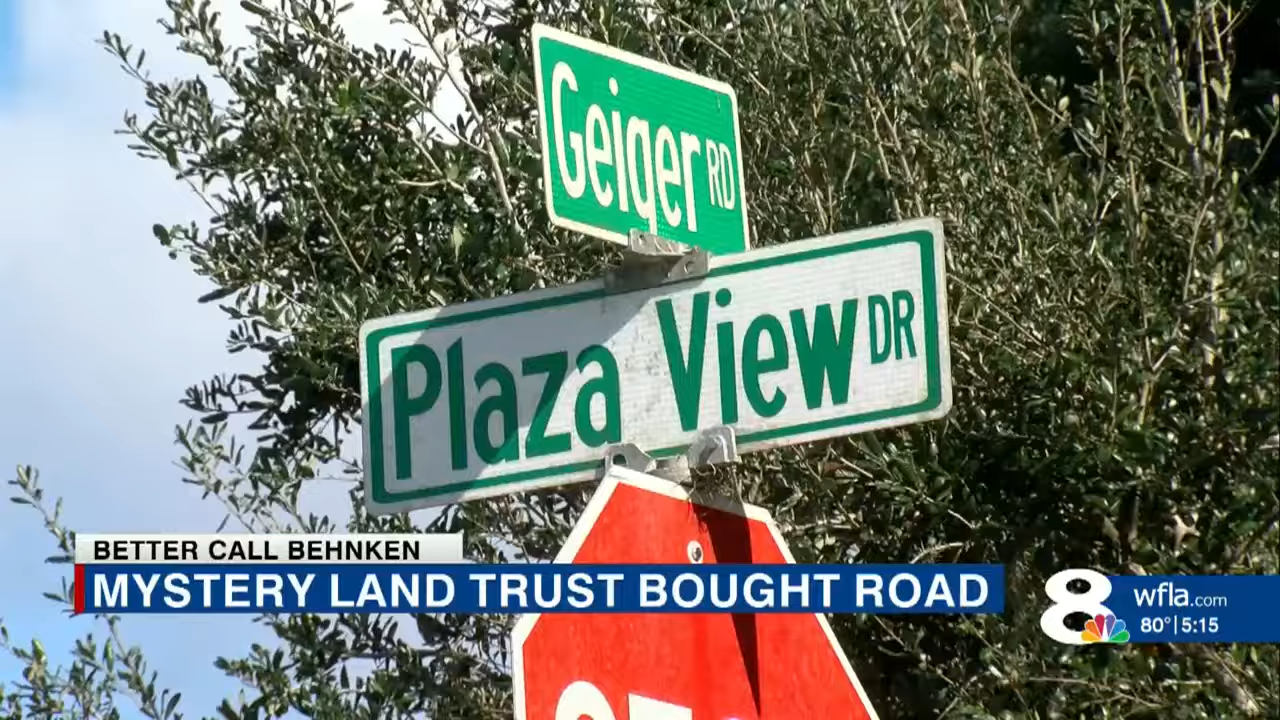 Geiger RD
Plaza View DR
BETTER CALL BEHNKEN
MYSTERY LAND TRUST BOUGHT ROAD
8
wfla.com
80° | 5:15